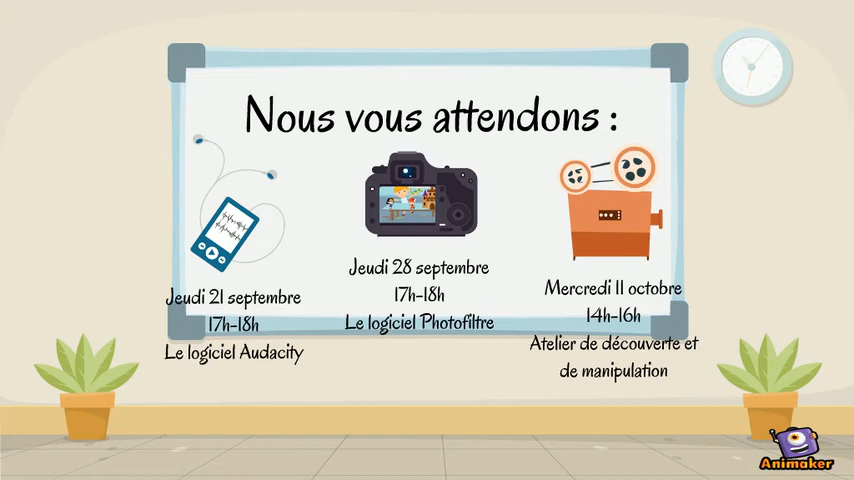 Nous vous attendons :
Jeudi 21 septembre
17h-18h
Le logiciel Audacity
Jeudi 28 septembre
17h-18h
Le logiciel Photofiltre
Mercredi 11 octobre
14h-16h
Atelier de découverte et
de manipulation
Animaker